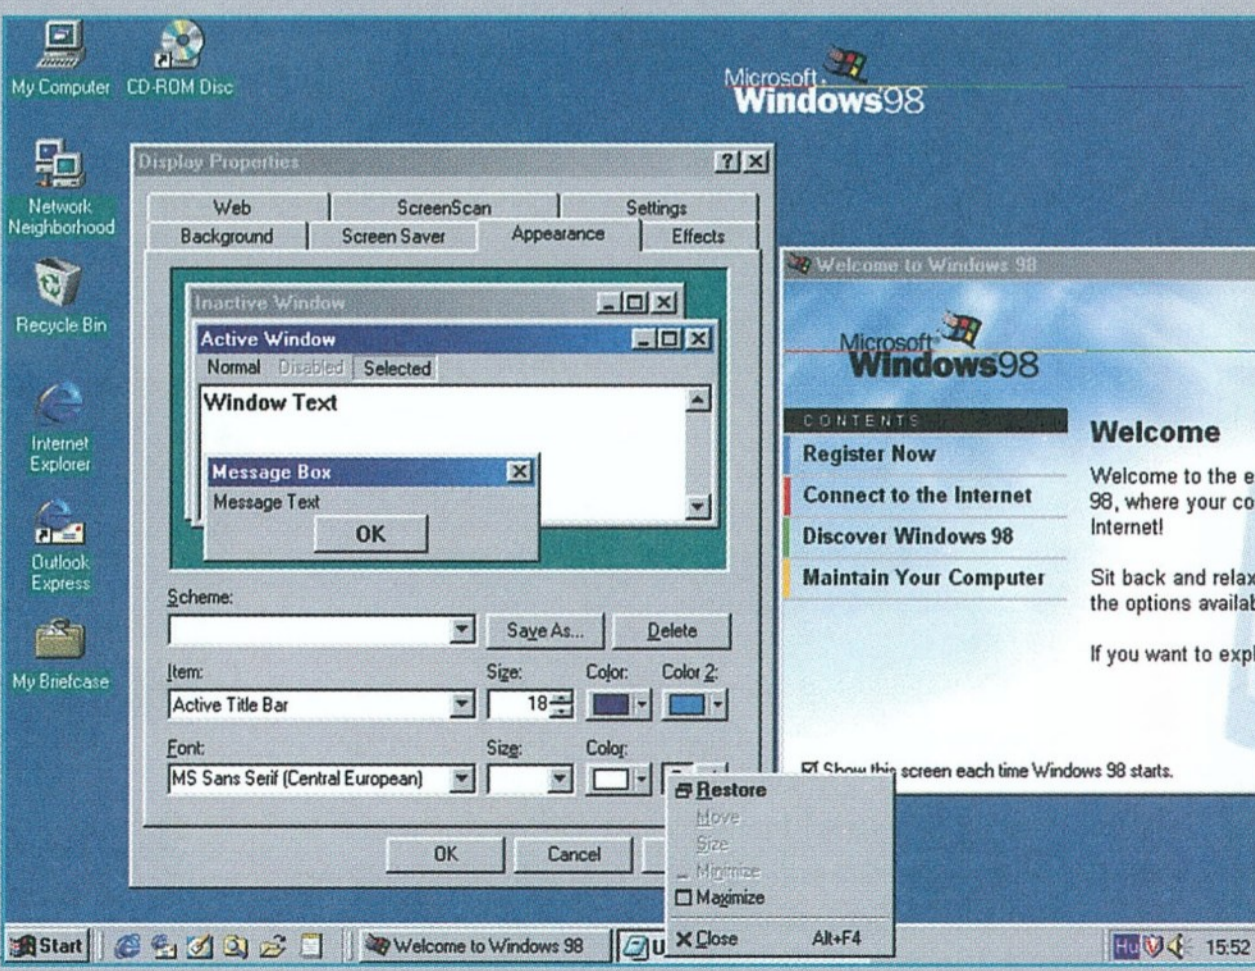 My Computer
CD-ROM Disc
Microsoft
Windows 98
Network
Neighborhood
Recycle Bin
Internet
Explorer
Outlook
Express
My Briefcase
Display Properties
Web
ScreenScan
Settings
Background
Screen Saver
Appearance
Effects
Inactive Window
Active Window
Normal Disabled Selected
Window Text
Message Box
Message Text
OK
Scheme:
Save As...
Delete
Item:
Size:
Color:
Color 2:
Active Title Bar
18
Font:
Size:
Color:
MS Sans Serif (Central European)
OK
Cancel
Welcome to Windows 98
Microsoft
Windows 98
CONTENTS
Register Now
Connect to the Internet
Discover Windows 98
Maintain Your Computer
Welcome
Welcome to the e
98, where your co
Internet!
Sit back and relax
the options availab
If you want to expl
Show this screen each time Windows 98 starts.
Restore
Move
Size
Minimize
Maximize
Close Alt+F4
Start
Welcome to Windows 98
U
Hu
15:52